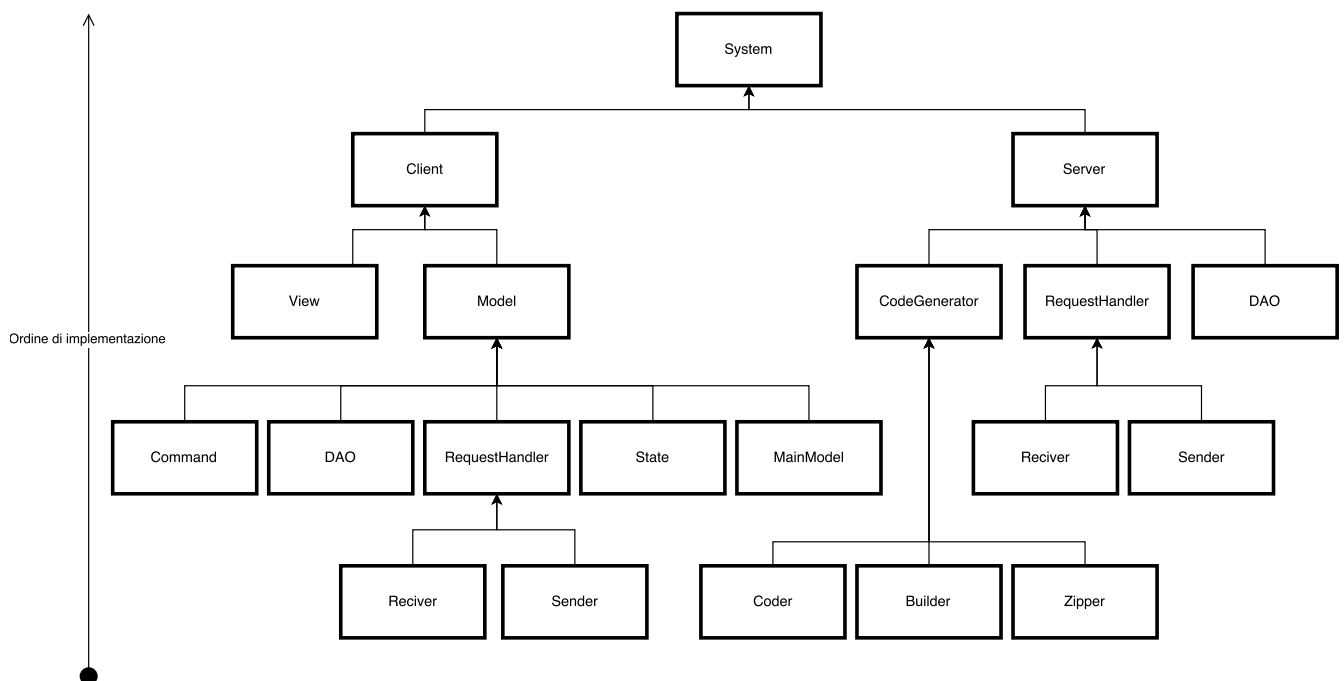 System
Client
Server
View
Model
CodeGenerator
RequestHandler
DAO
Ordine di implementazione
Command
DAO
RequestHandler
State
MainModel
Reciver
Sender
Reciver
Sender
Coder
Builder
Zipper